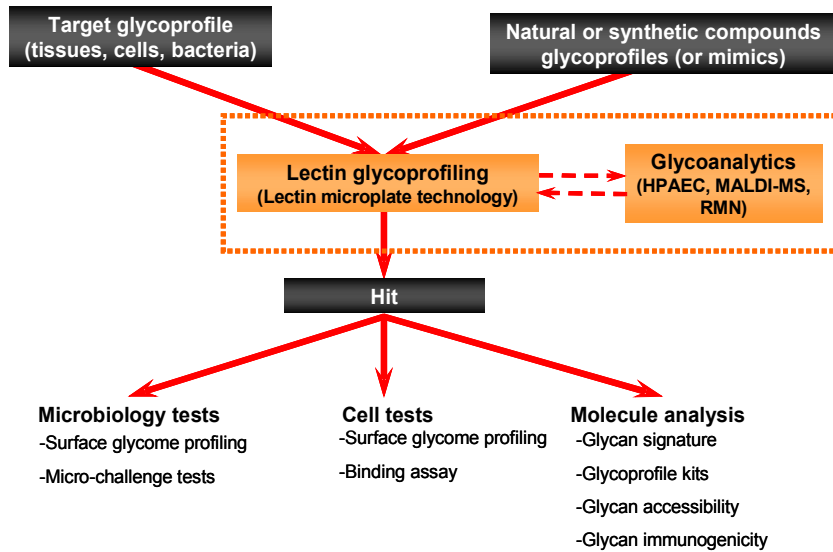 Target glycoprofile
(tissues, cells, bacteria)
Natural or synthetic compounds
glycoprofiles (or mimics)
Lectin glycoprofiling
(Lectin microplate technology)
Glycoanalytics
(HPAEC, MALDI-MS,
RMN)
Hit
Microbiology tests
-Surface glycome profiling
-Micro-challenge tests
Cell tests
-Surface glycome profiling
-Binding assay
Molecule analysis
-Glycan signature
-Glycoprofile kits
-Glycan accessibility
-Glycan immunogenicity